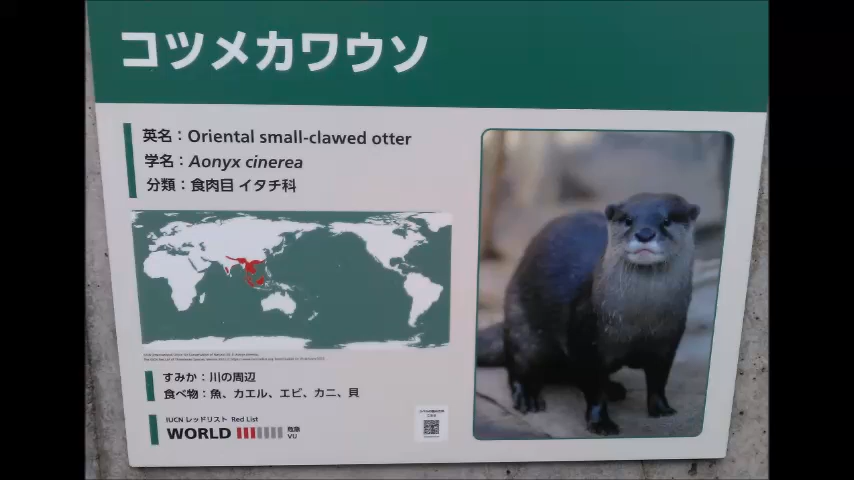 コツメカワウソ
英名：Oriental small-clawed otter
学名：Aonyx cinerea
分類：食肉目 イタチ科
すみか：川の周辺
食べ物：魚、カエル、エビ、カニ、貝
IUCN レッドリスト Red List
WORLD 危急
VU